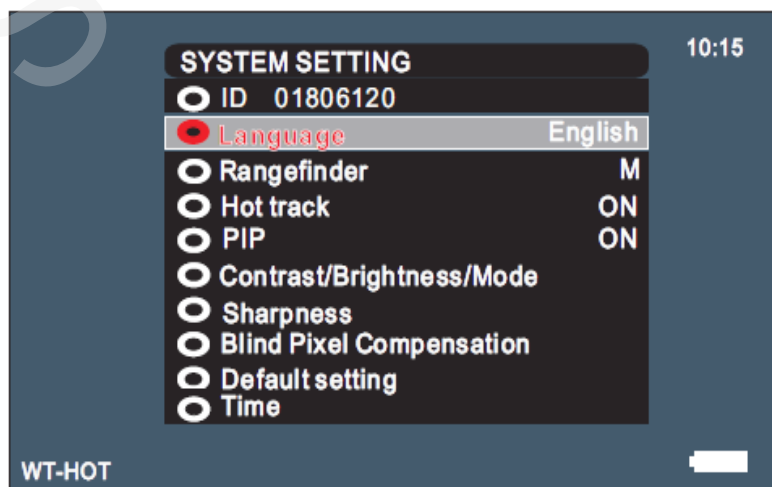 10:15
SYSTEM SETTING
ID 01806120
Language English
Rangefinder M
Hot track ON
PIP ON
Contrast/Brightness/Mode
Sharpness
Blind Pixel Compensation
Default setting
Time
WT-HOT